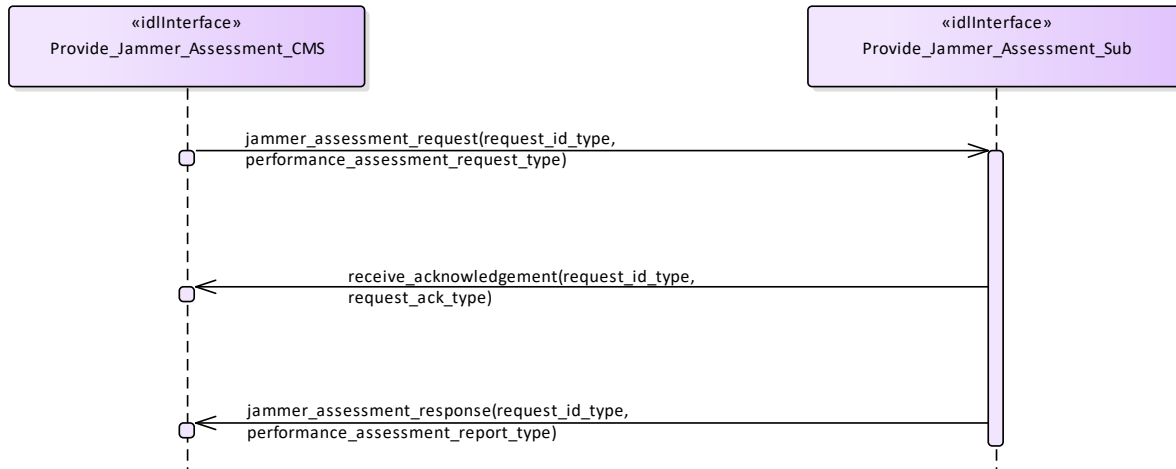 «idlInterface»
Provide_Jammer_Assessment_CMS
«idlInterface»
Provide_Jammer_Assessment_Sub
jammer_assessment_request(request_id_type,
performance_assessment_request_type)
receive_acknowledgement(request_id_type,
request_ack_type)
jammer_assessment_response(request_id_type,
performance_assessment_report_type)